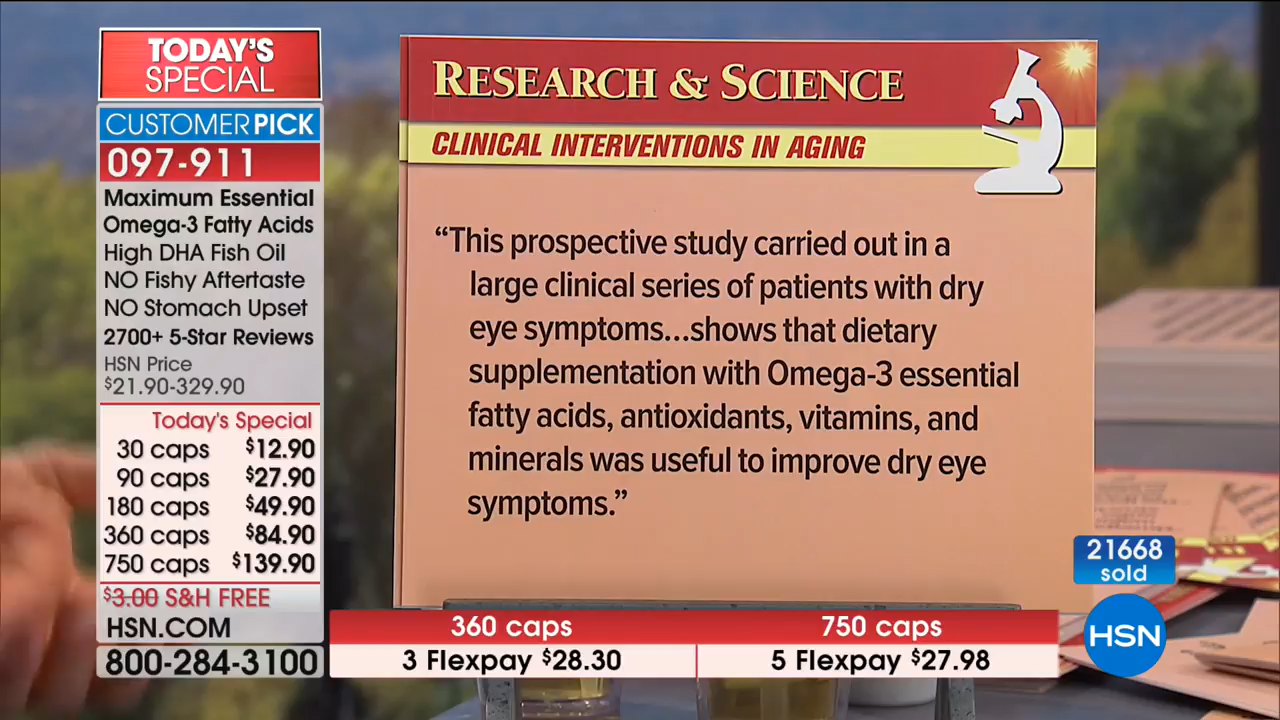 TODAY'S
SPECIAL
CUSTOMER PICK
097-911
Maximum Essential
Omega-3 Fatty Acids
High DHA Fish Oil
NO Fishy Aftertaste
NO Stomach Upset
2700+ 5-Star Reviews
HSN Price
$21.90-329.90
Today's Special
30 caps $12.90
90 caps $27.90
180 caps $49.90
360 caps $84.90
750 caps $139.90
$3.00 S&H FREE
HSN.COM
800-284-3100
RESEARCH & SCIENCE
CLINICAL INTERVENTIONS IN AGING
“This prospective study carried out in a
large clinical series of patients with dry
eye symptoms...shows that dietary
supplementation with Omega-3 essential
fatty acids, antioxidants, vitamins, and
minerals was useful to improve dry eye
symptoms.”
21668
sold
HSN
360 caps 750 caps
3 Flexpay $28.30 5 Flexpay $27.98